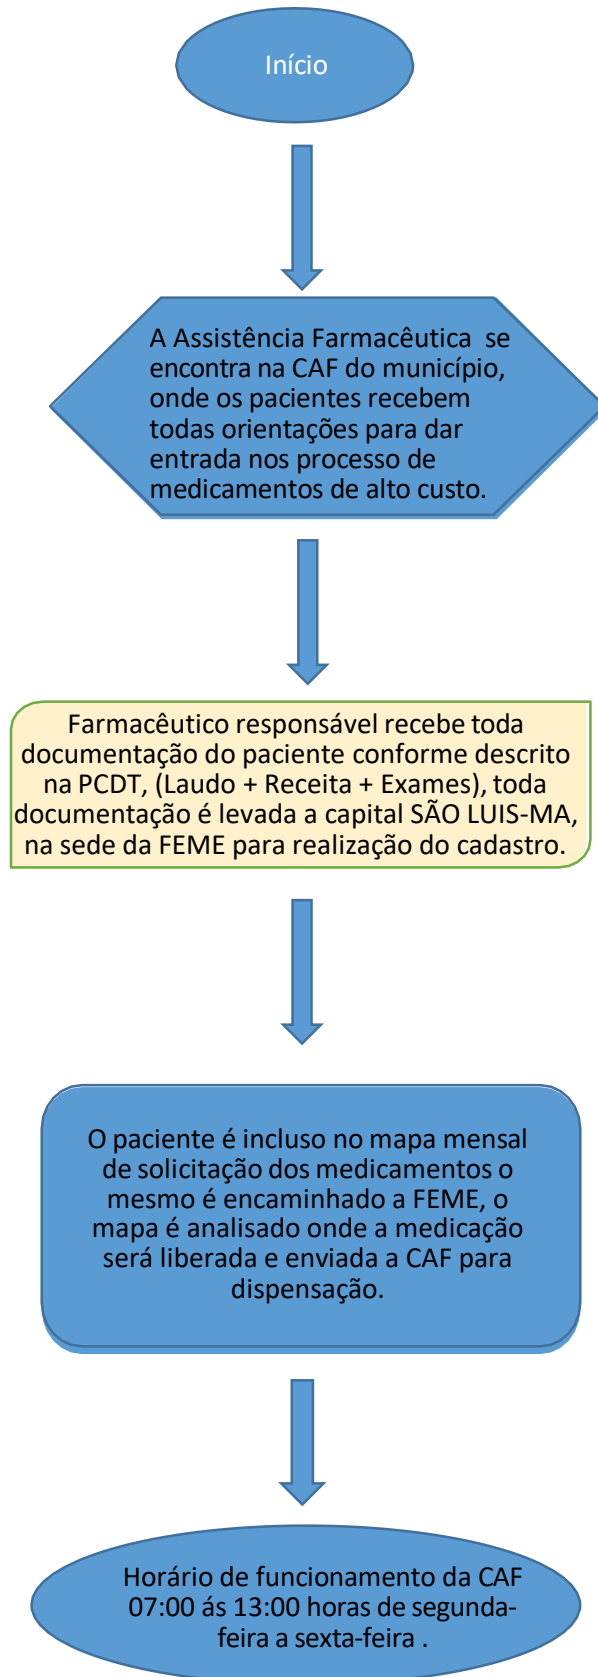 Início
A Assistência Farmacêutica se
encontra na CAF do município,
onde os pacientes recebem
todas orientações para dar
entrada nos processo de
medicamentos de alto custo.
Farmacêutico responsável recebe toda
documentação do paciente conforme descrito
na PCDT, (Laudo + Receita + Exames), toda
documentação é levada a capital SÃO LUIS-MA,
na sede da FEME para realização do cadastro.
O paciente é incluso no mapa mensal
de solicitação dos medicamentos o
mesmo é encaminhado a FEME, o
mapa é analisado onde a medicação
será liberada e enviada a CAF para
dispensação.
Horário de funcionamento da CAF
07:00 ás 13:00 horas de segunda-
feira a sexta-feira .